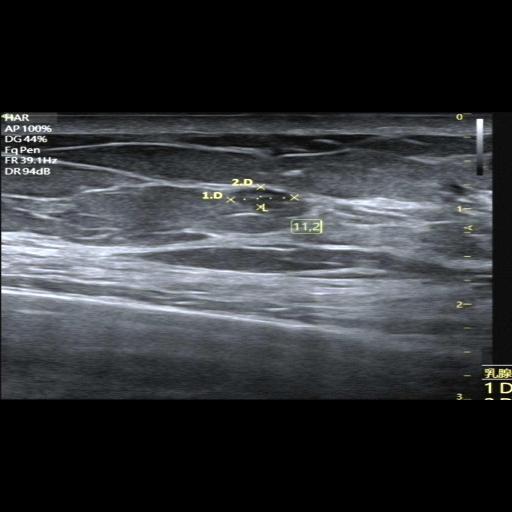 HAR
AP 100%
DG 44%
Fq Pen
FR 39.1Hz
DR 94dB
0
2.D
1.D
L
1
11,2
2
乳腺
1 D
3